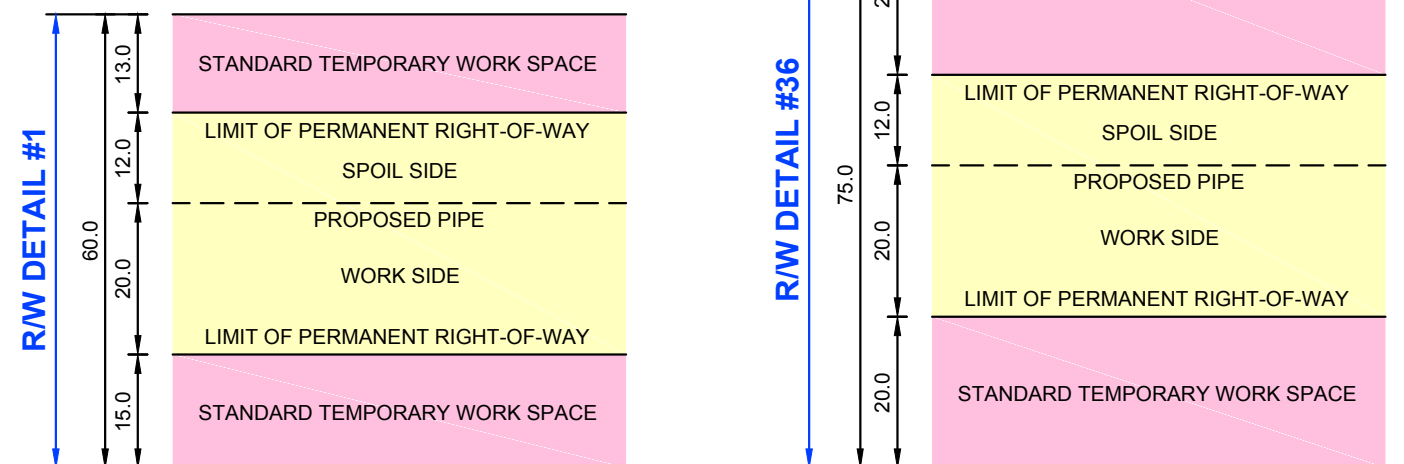 R/W DETAIL #1
60.0
13.0
12.0
20.0
15.0
STANDARD TEMPORARY WORK SPACE
LIMIT OF PERMANENT RIGHT-OF-WAY
SPOIL SIDE
PROPOSED PIPE
WORK SIDE
LIMIT OF PERMANENT RIGHT-OF-WAY
STANDARD TEMPORARY WORK SPACE
R/W DETAIL #36
75.0
12.0
20.0
20.0
LIMIT OF PERMANENT RIGHT-OF-WAY
SPOIL SIDE
PROPOSED PIPE
WORK SIDE
LIMIT OF PERMANENT RIGHT-OF-WAY
STANDARD TEMPORARY WORK SPACE